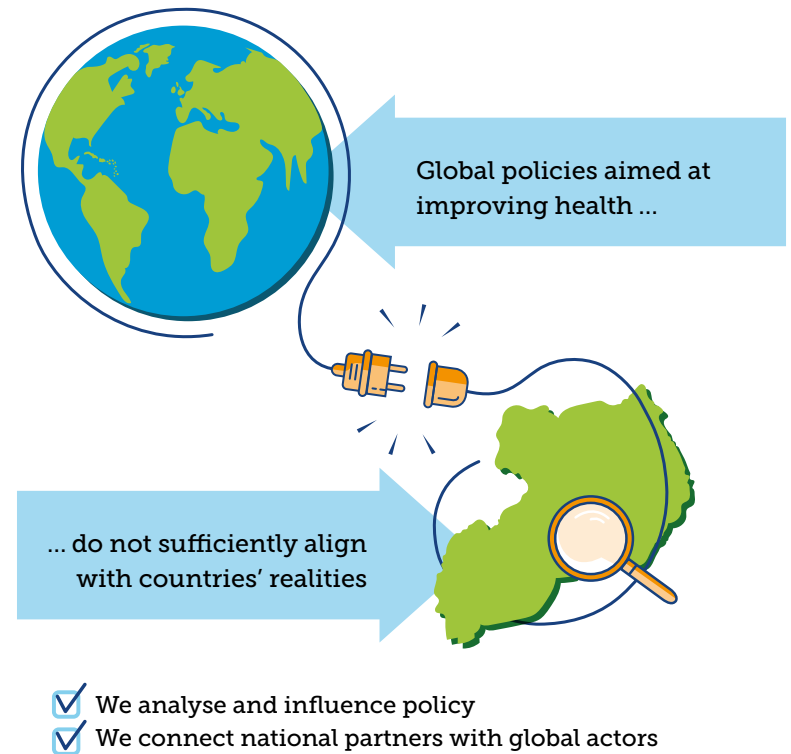 Global policies aimed at
improving health ...
... do not sufficiently align
with countries’ realities
We analyse and influence policy
We connect national partners with global actors